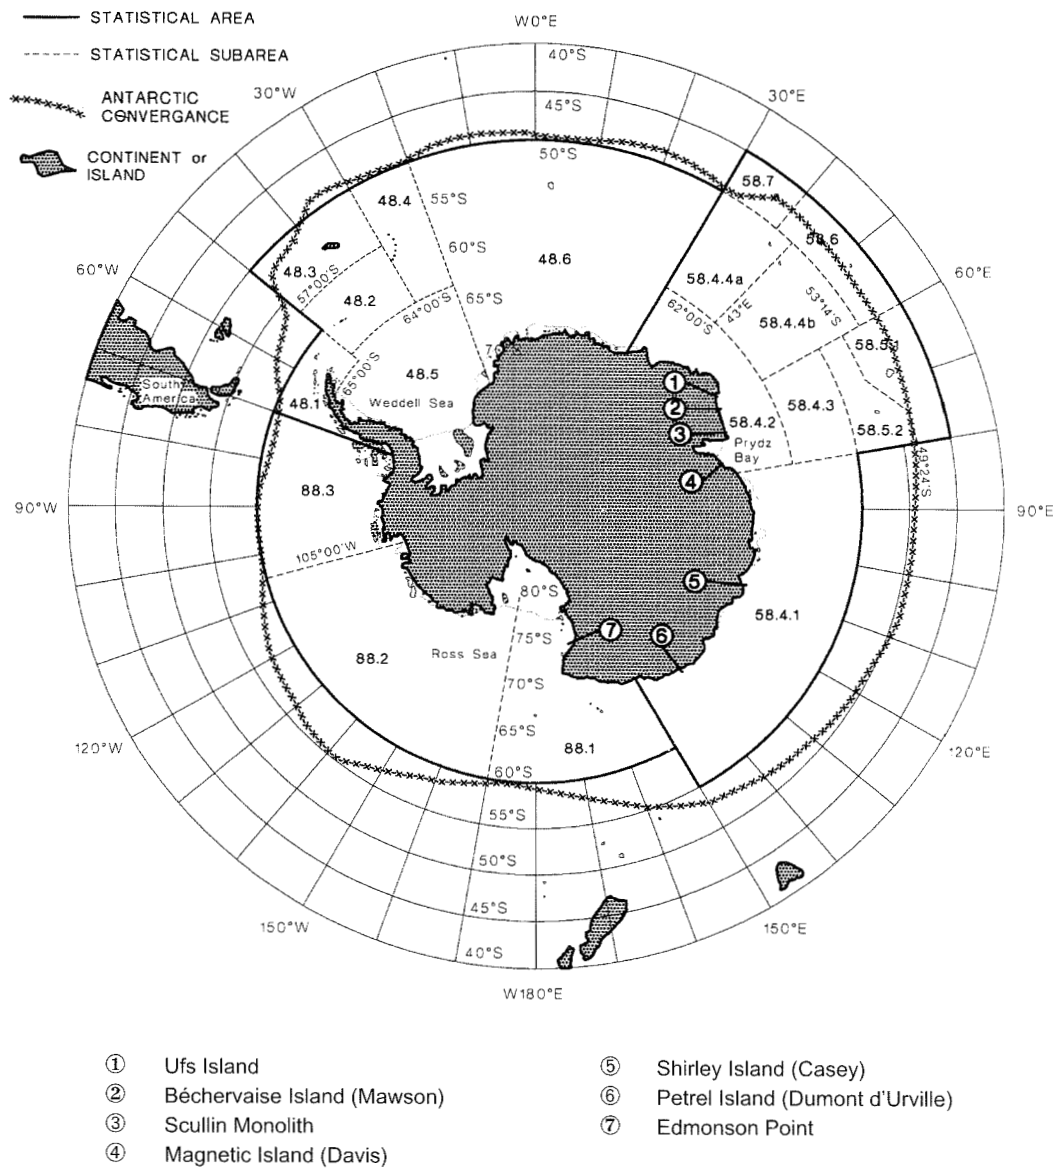 STATISTICAL AREA
STATISTICAL SUBAREA
ANTARCTIC
CONVERGANCE
CONTINENT or
ISLAND
W0°E
40°S
30°W
30°E
45°S
50°S
58.7
48.4
55°S
58.6
60°S
48.6
48.3
60°W
60°E
57°00'S
48.2
65°S
58.4.4a
64°00'S
62°00'S
43°E
53°14'S
58.4.4b
58.5.1
65°00'S
48.5
South
America
48.1
Weddell Sea
①
②
③
58.4.2
58.4.3
58.5.2
Prydz
Bay
④
49°24'S
88.3
90°W
90°E
105°00'W
⑤
80°S
58.4.1
75°S
⑦
⑥
88.2
Ross Sea
70°S
65°S
88.1
120°W
120°E
60°S
55°S
50°S
45°S
150°W
150°E
40°S
W180°E
① Ufs Island
② Béchervaise Island (Mawson)
③ Scullin Monolith
④ Magnetic Island (Davis)
⑤ Shirley Island (Casey)
⑥ Petrel Island (Dumont d'Urville)
⑦ Edmonson Point